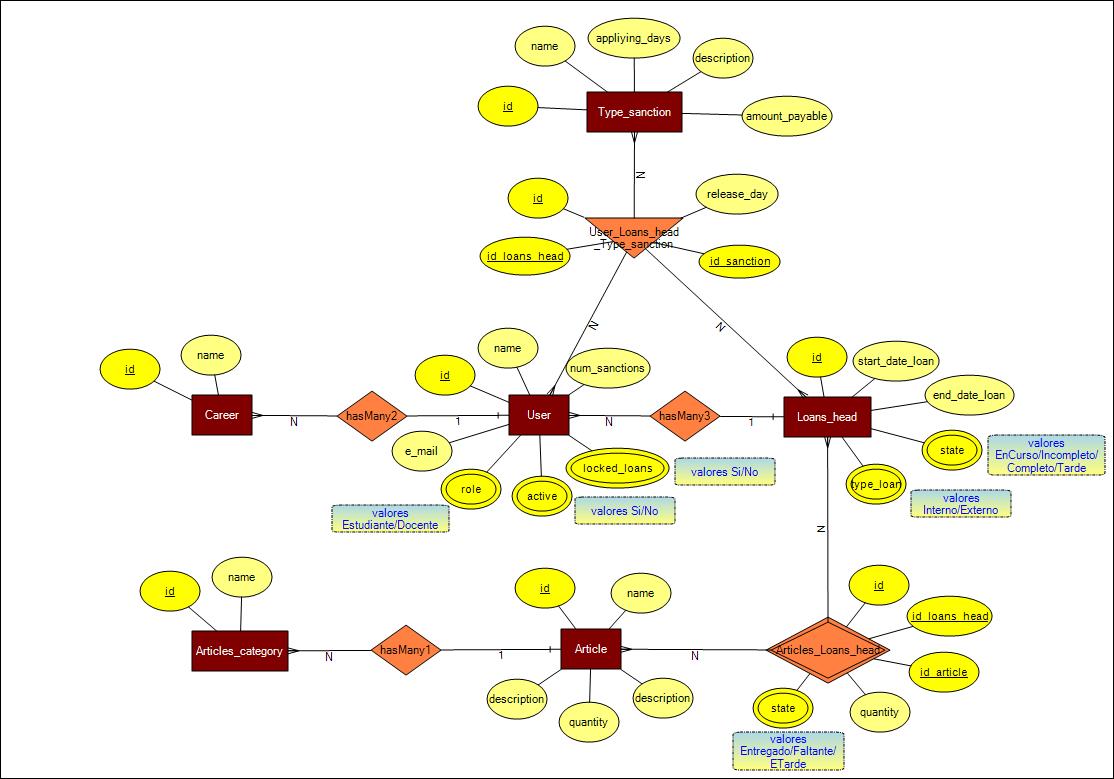 appliying_days
name
description
id
Type_sanction
amount_payable
N
id
release_day
User_Loans_head
_Type_sanction
id_loans_head
id_sanction
N
N
id
name
id
name
num_sanctions
id
start_date_loan
end_date_loan
Career
N
hasMany2
1
User
N
hasMany3
1
Loans_head
e_mail
role
active
locked_loans
state
type_loan
valores
EnCurso/Incompleto/
Completo/Tarde
valores Si/No
valores Si/No
valores
Interno/Externo
valores
Estudiante/Docente
N
id
name
id
name
id
id_loans_head
Articles_category
N
hasMany1
1
Article
N
Articles_Loans_head
id_article
description
quantity
description
state
quantity
valores
Entregado/Faltante/
ETarde